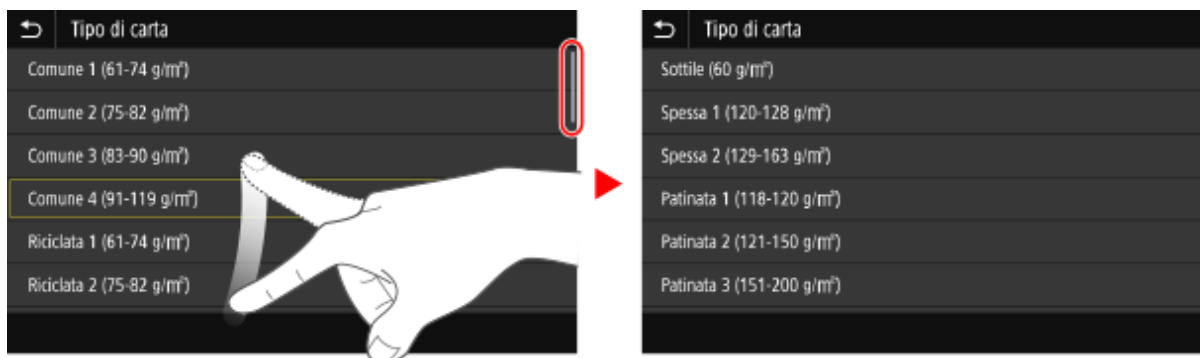 Tipo di carta
Comune 1 (61-74 g/m²)
Comune 2 (75-82 g/m²)
Comune 3 (83-90 g/m²)
Comune 4 (91-119 g/m²)
Riciclata 1 (61-74 g/m²)
Riciclata 2 (75-82 g/m²)
Tipo di carta
Sottile (60 g/m²)
Spessa 1 (120-128 g/m²)
Spessa 2 (129-163 g/m²)
Patinata 1 (118-120 g/m²)
Patinata 2 (121-150 g/m²)
Patinata 3 (151-200 g/m²)